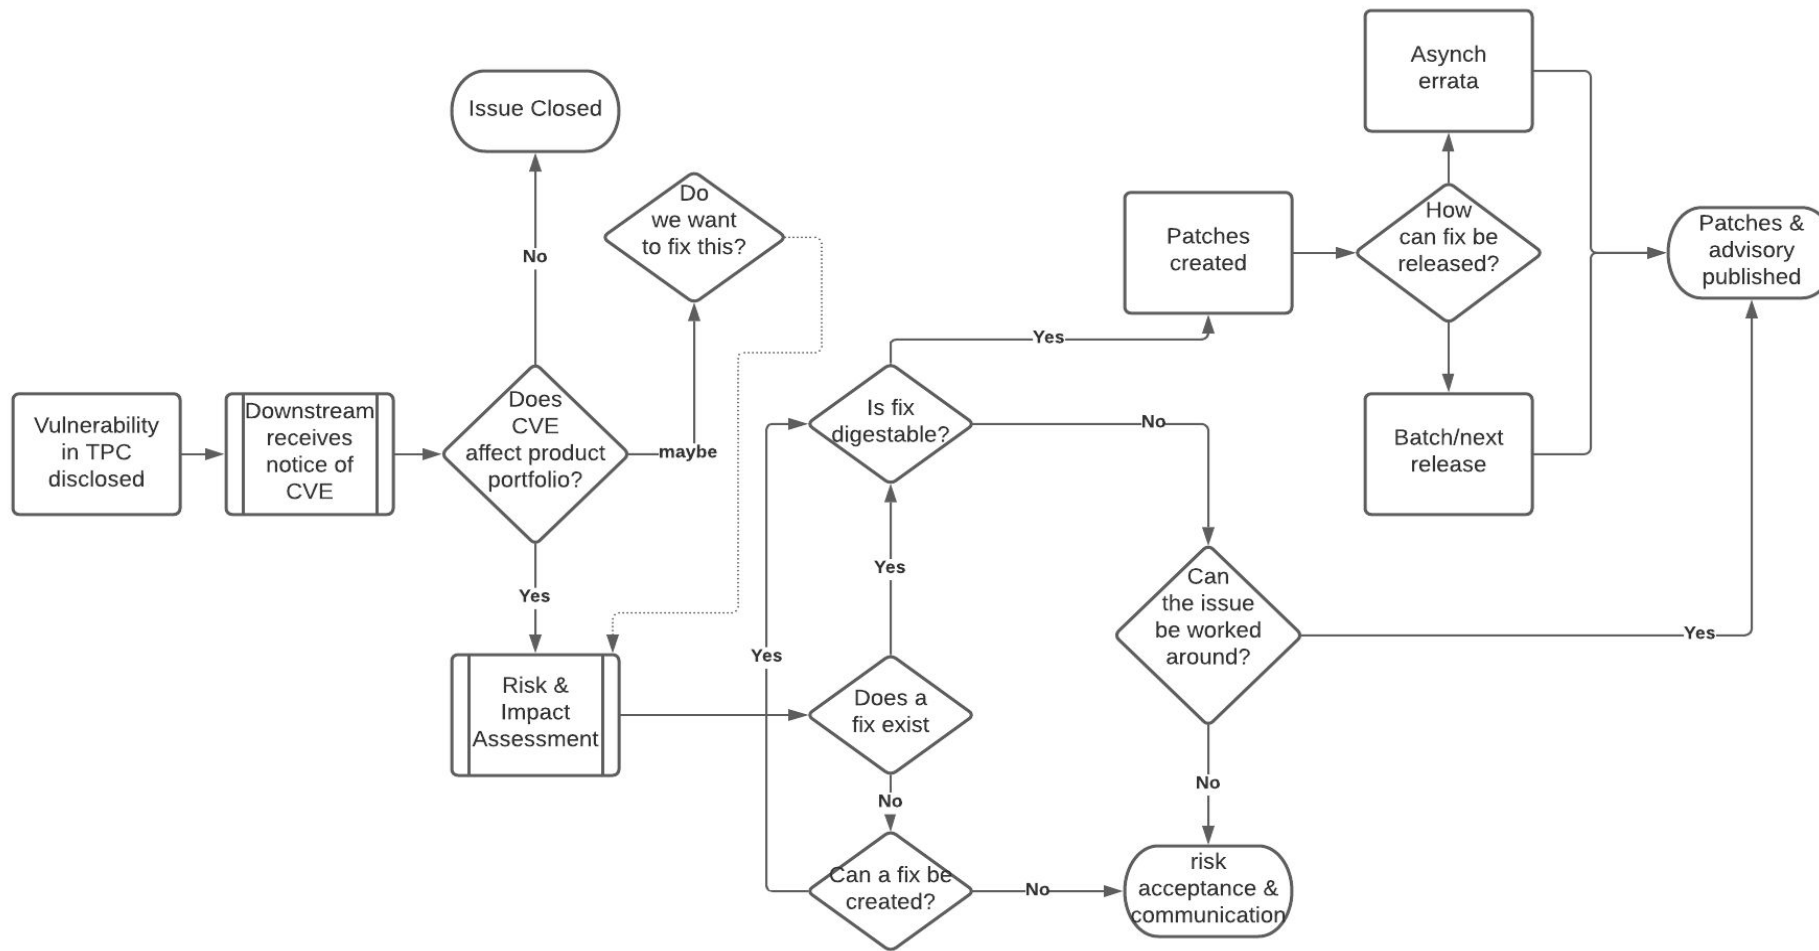 Vulnerability
in TPC
disclosed
Downstream
receives
notice of
CVE
Does
CVE
affect product
portfolio?
No
Issue Closed
maybe
Do
we want
to fix this?
Yes
Risk &
Impact
Assessment
Does a
fix exist
Yes
Is fix
digestable?
No
Can a fix be
created?
Yes
No
risk
acceptance &
communication
Yes
Patches
created
No
Can
the issue
be worked
around?
No
Yes
How
can fix be
released?
Asynch
errata
Batch/next
release
Patches &
advisory
published